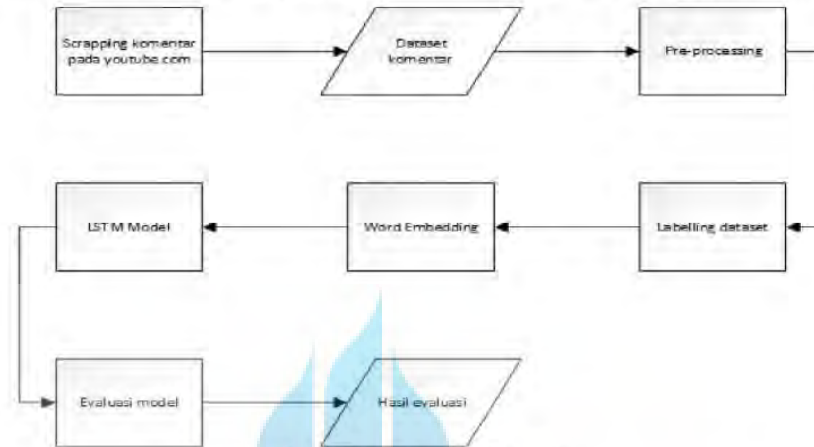 Scrapping komentar
pada youtube.com
Dataset
komentar
Pre-processing
LSTM Model
Word Embedding
Labelling dataset
Evaluasi model
Hasil evaluasi